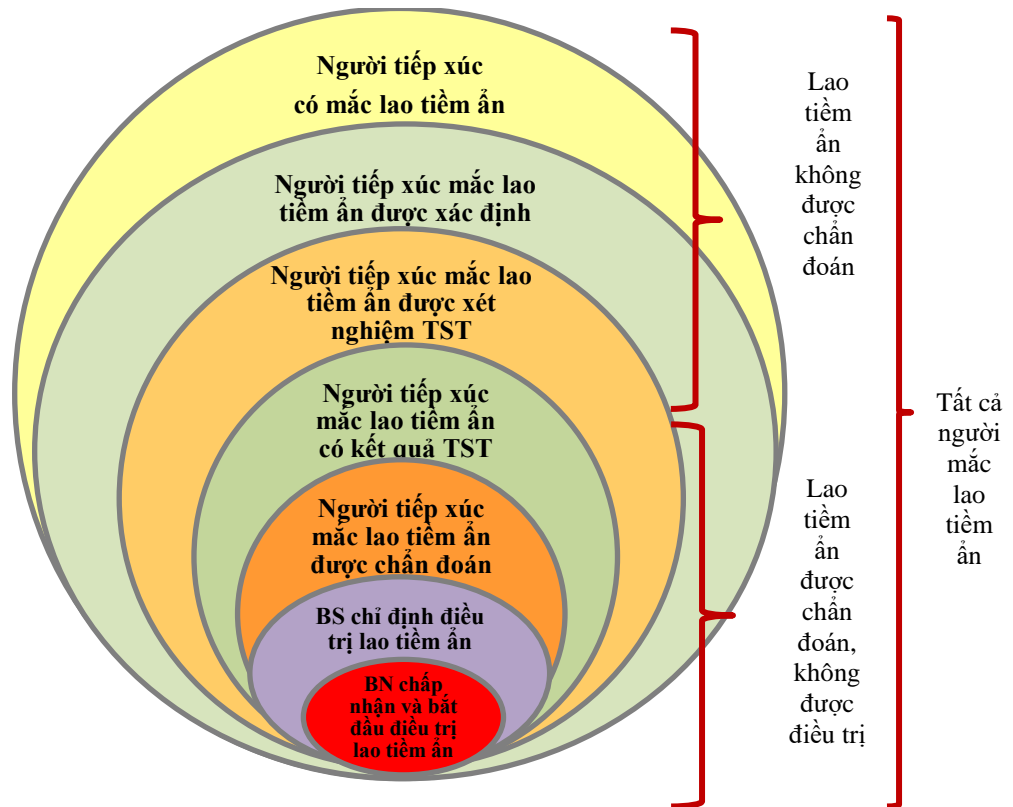 Người tiếp xúc
có mắc lao tiềm ẩn
Người tiếp xúc mắc lao
tiềm ẩn được xác định
Người tiếp xúc mắc lao
tiềm ẩn được xét
nghiệm TST
Người tiếp xúc
mắc lao tiềm ẩn
có kết quả TST
Người tiếp xúc
mắc lao tiềm ẩn
được chẩn đoán
BS chỉ định điều
trị lao tiềm ẩn
BN chấp
nhận và bắt
đầu điều trị
lao tiềm ẩn
Lao
tiềm
ẩn
không
được
chẩn
đoán
Lao
tiềm
ẩn
được
chẩn
đoán,
không
được
điều trị
Tất cả
người
mắc
lao
tiềm
ẩn